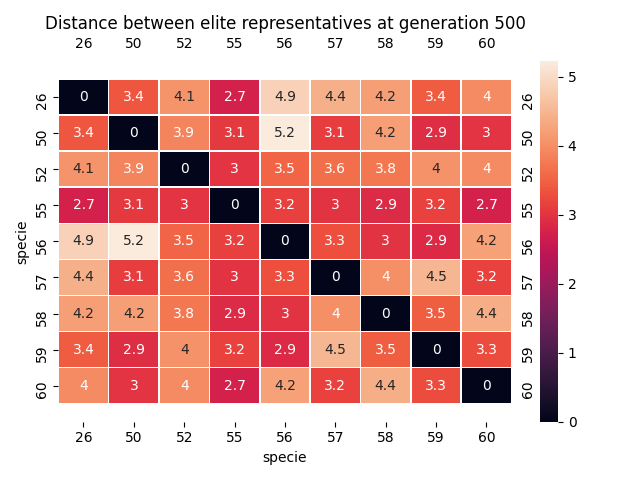 Distance between elite representatives at generation 500
26 50 52 55 56 57 58 59 60
26 0 3.4 4.1 2.7 4.9 4.4 4.2 3.4 4 26
50 3.4 0 3.9 3.1 5.2 3.1 4.2 2.9 3 50
52 4.1 3.9 0 3 3.5 3.6 3.8 4 4 52
55 2.7 3.1 3 0 3.2 3 2.9 3.2 2.7 55
56 4.9 5.2 3.5 3.2 0 3.3 3 2.9 4.2 56
57 4.4 3.1 3.6 3 3.3 0 4 4.5 3.2 57
58 4.2 4.2 3.8 2.9 3 4 0 3.5 4.4 58
59 3.4 2.9 4 3.2 2.9 4.5 3.5 0 3.3 59
60 4 3 4 2.7 4.2 3.2 4.4 3.3 0 60
26 50 52 55 56 57 58 59 60
specie
specie
5
4
3
2
1
0